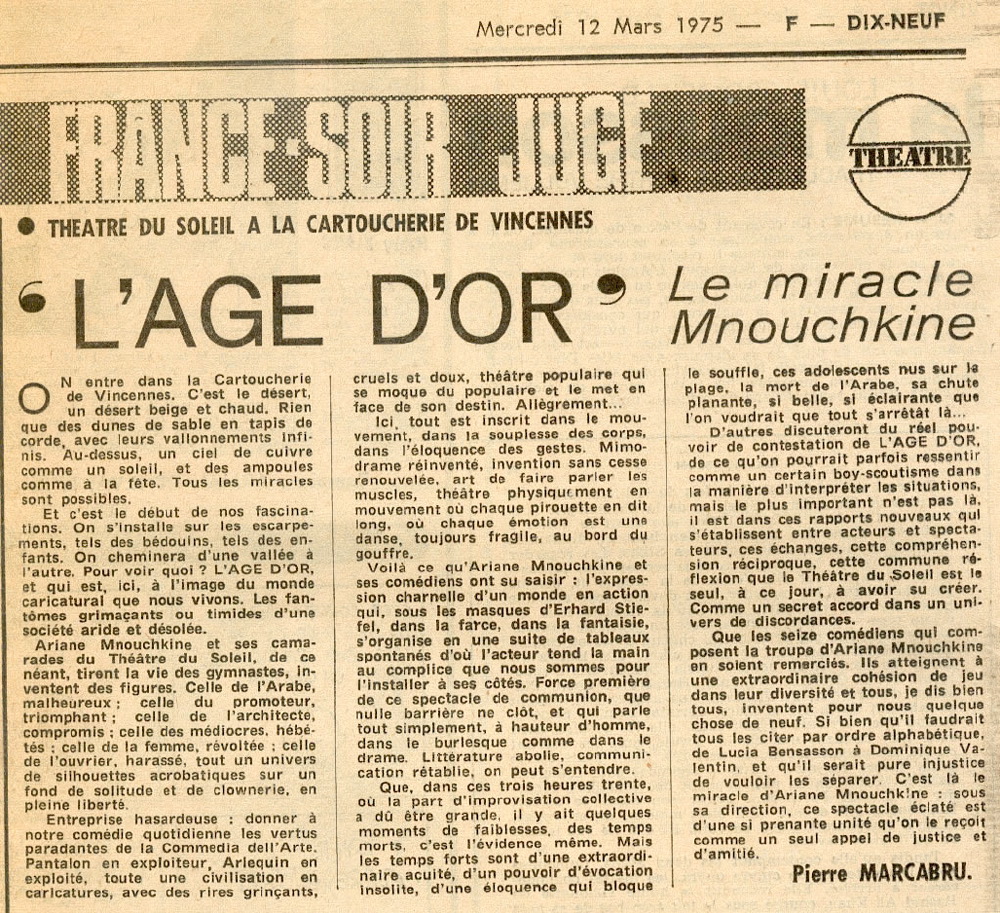 Mercredi 12 Mars 1975 — F — DIX-NEUF
FRANCE-SOIR JUGE
THEATRE
● THEATRE DU SOLEIL A LA CARTOUCHERIE DE VINCENNES
‘ L'AGE D'OR ’
Le miracle
Mnouchkine
ON entre dans la Cartoucherie
de Vincennes. C'est le désert,
un désert beige et chaud. Rien
que des dunes de sable en tapis de
corde, avec leurs vallonnements infi-
nis. Au-dessus, un ciel de cuivre
comme un soleil, et des ampoules
comme à la fête. Tous les miracles
sont possibles.
Et c'est le début de nos fascina-
tions. On s'installe sur les escarpe-
ments, tels des bédouins, tels des en-
fants. On cheminera d'une vallée à
l'autre. Pour voir quoi ? L'AGE D'OR,
et qui est, ici, à l'image du monde
caricatural que nous vivons. Les fan-
tômes grimaçants ou timides d'une
société aride et désolée.
Ariane Mnouchkine et ses cama-
rades du Théâtre du Soleil, de ce
néant, tirent la vie des gymnastes, in-
ventent des figures. Celle de l'Arabe,
malheureux ; celle du promoteur,
triomphant ; celle de l'architecte,
compromis ; celle des médiocres, hébé-
tés ; celle de la femme, révoltée ; celle
de l'ouvrier, harassé, tout un univers
de silhouettes acrobatiques sur un
fond de solitude et de clownerie, en
pleine liberté.
Entreprise hasardeuse : donner à
notre comédie quotidienne les vertus
paradantes de la Commedia dell'Arte.
Pantalon en exploiteur, Arlequin en
exploité, toute une civilisation en
caricatures, avec des rires grinçants,
cruels et doux, théâtre populaire qui
se moque du populaire et le met en
face de son destin. Allègrement...
Ici, tout est inscrit dans le mou-
vement, dans la souplesse des corps,
dans l'éloquence des gestes. Mimo-
drame réinventé, invention sans cesse
renouvelée, art de faire parler les
muscles, théâtre physiquement en
mouvement où chaque pirouette en dit
long, où chaque émotion est une
danse, toujours fragile, au bord du
gouffre.
Voilà ce qu'Ariane Mnouchkine et
ses comédiens ont su saisir : l'expres-
sion charnelle d'un monde en action
qui, sous les masques d'Erhard Stie-
fel, dans la farce, dans la fantaisie,
s'organise en une suite de tableaux
spontanés d'où l'acteur tend la main
au complice que nous sommes pour
l'installer à ses côtés. Force première
de ce spectacle de communion, que
nulle barrière ne clôt, et qui parle
tout simplement, à hauteur d'homme,
dans le burlesque comme dans le
drame. Littérature abolie, communi-
cation rétablie, on peut s'entendre.
Que, dans ces trois heures trente,
où la part d'improvisation collective
a dû être grande, il y ait quelques
moments de faiblesses, des temps
morts, c'est l'évidence même. Mais
les temps forts sont d'une extraordi-
naire acuité, d'un pouvoir d'évocation
insolite, d'une éloquence qui bloque
le souffle, ces adolescents nus sur la
plage, la mort de l'Arabe, sa chute
planante, si belle, si éclairante que
l'on voudrait que tout s'arrêtât là...
D'autres discuteront du réel pou-
voir de contestation de L'AGE D'OR,
de ce qu'on pourrait parfois ressentir
comme un certain boy-scoutisme dans
la manière d'interpréter les situations,
mais le plus important n'est pas là,
il est dans ces rapports nouveaux qui
s'établissent entre acteurs et specta-
teurs, ces échanges, cette compréhen-
sion réciproque, cette commune ré-
flexion que le Théâtre du Soleil est le
seul, à ce jour, à avoir su créer.
Comme un secret accord dans un uni-
vers de discordances.
Que les seize comédiens qui com-
posent la troupe d'Ariane Mnouchkine
en soient remerciés. Ils atteignent à
une extraordinaire cohésion de jeu
dans leur diversité et tous, je dis bien
tous, inventent pour nous quelque
chose de neuf. Si bien qu'il faudrait
tous les citer par ordre alphabétique,
de Lucia Bensasson à Dominique Va-
lentin, et qu'il serait pure injustice
de vouloir les séparer. C'est là le
miracle d'Ariane Mnouchkine : sous
sa direction, ce spectacle éclaté est
d'une si prenante unité qu'on le reçoit
comme un seul appel de justice et
d'amitié.
Pierre MARCABRU.